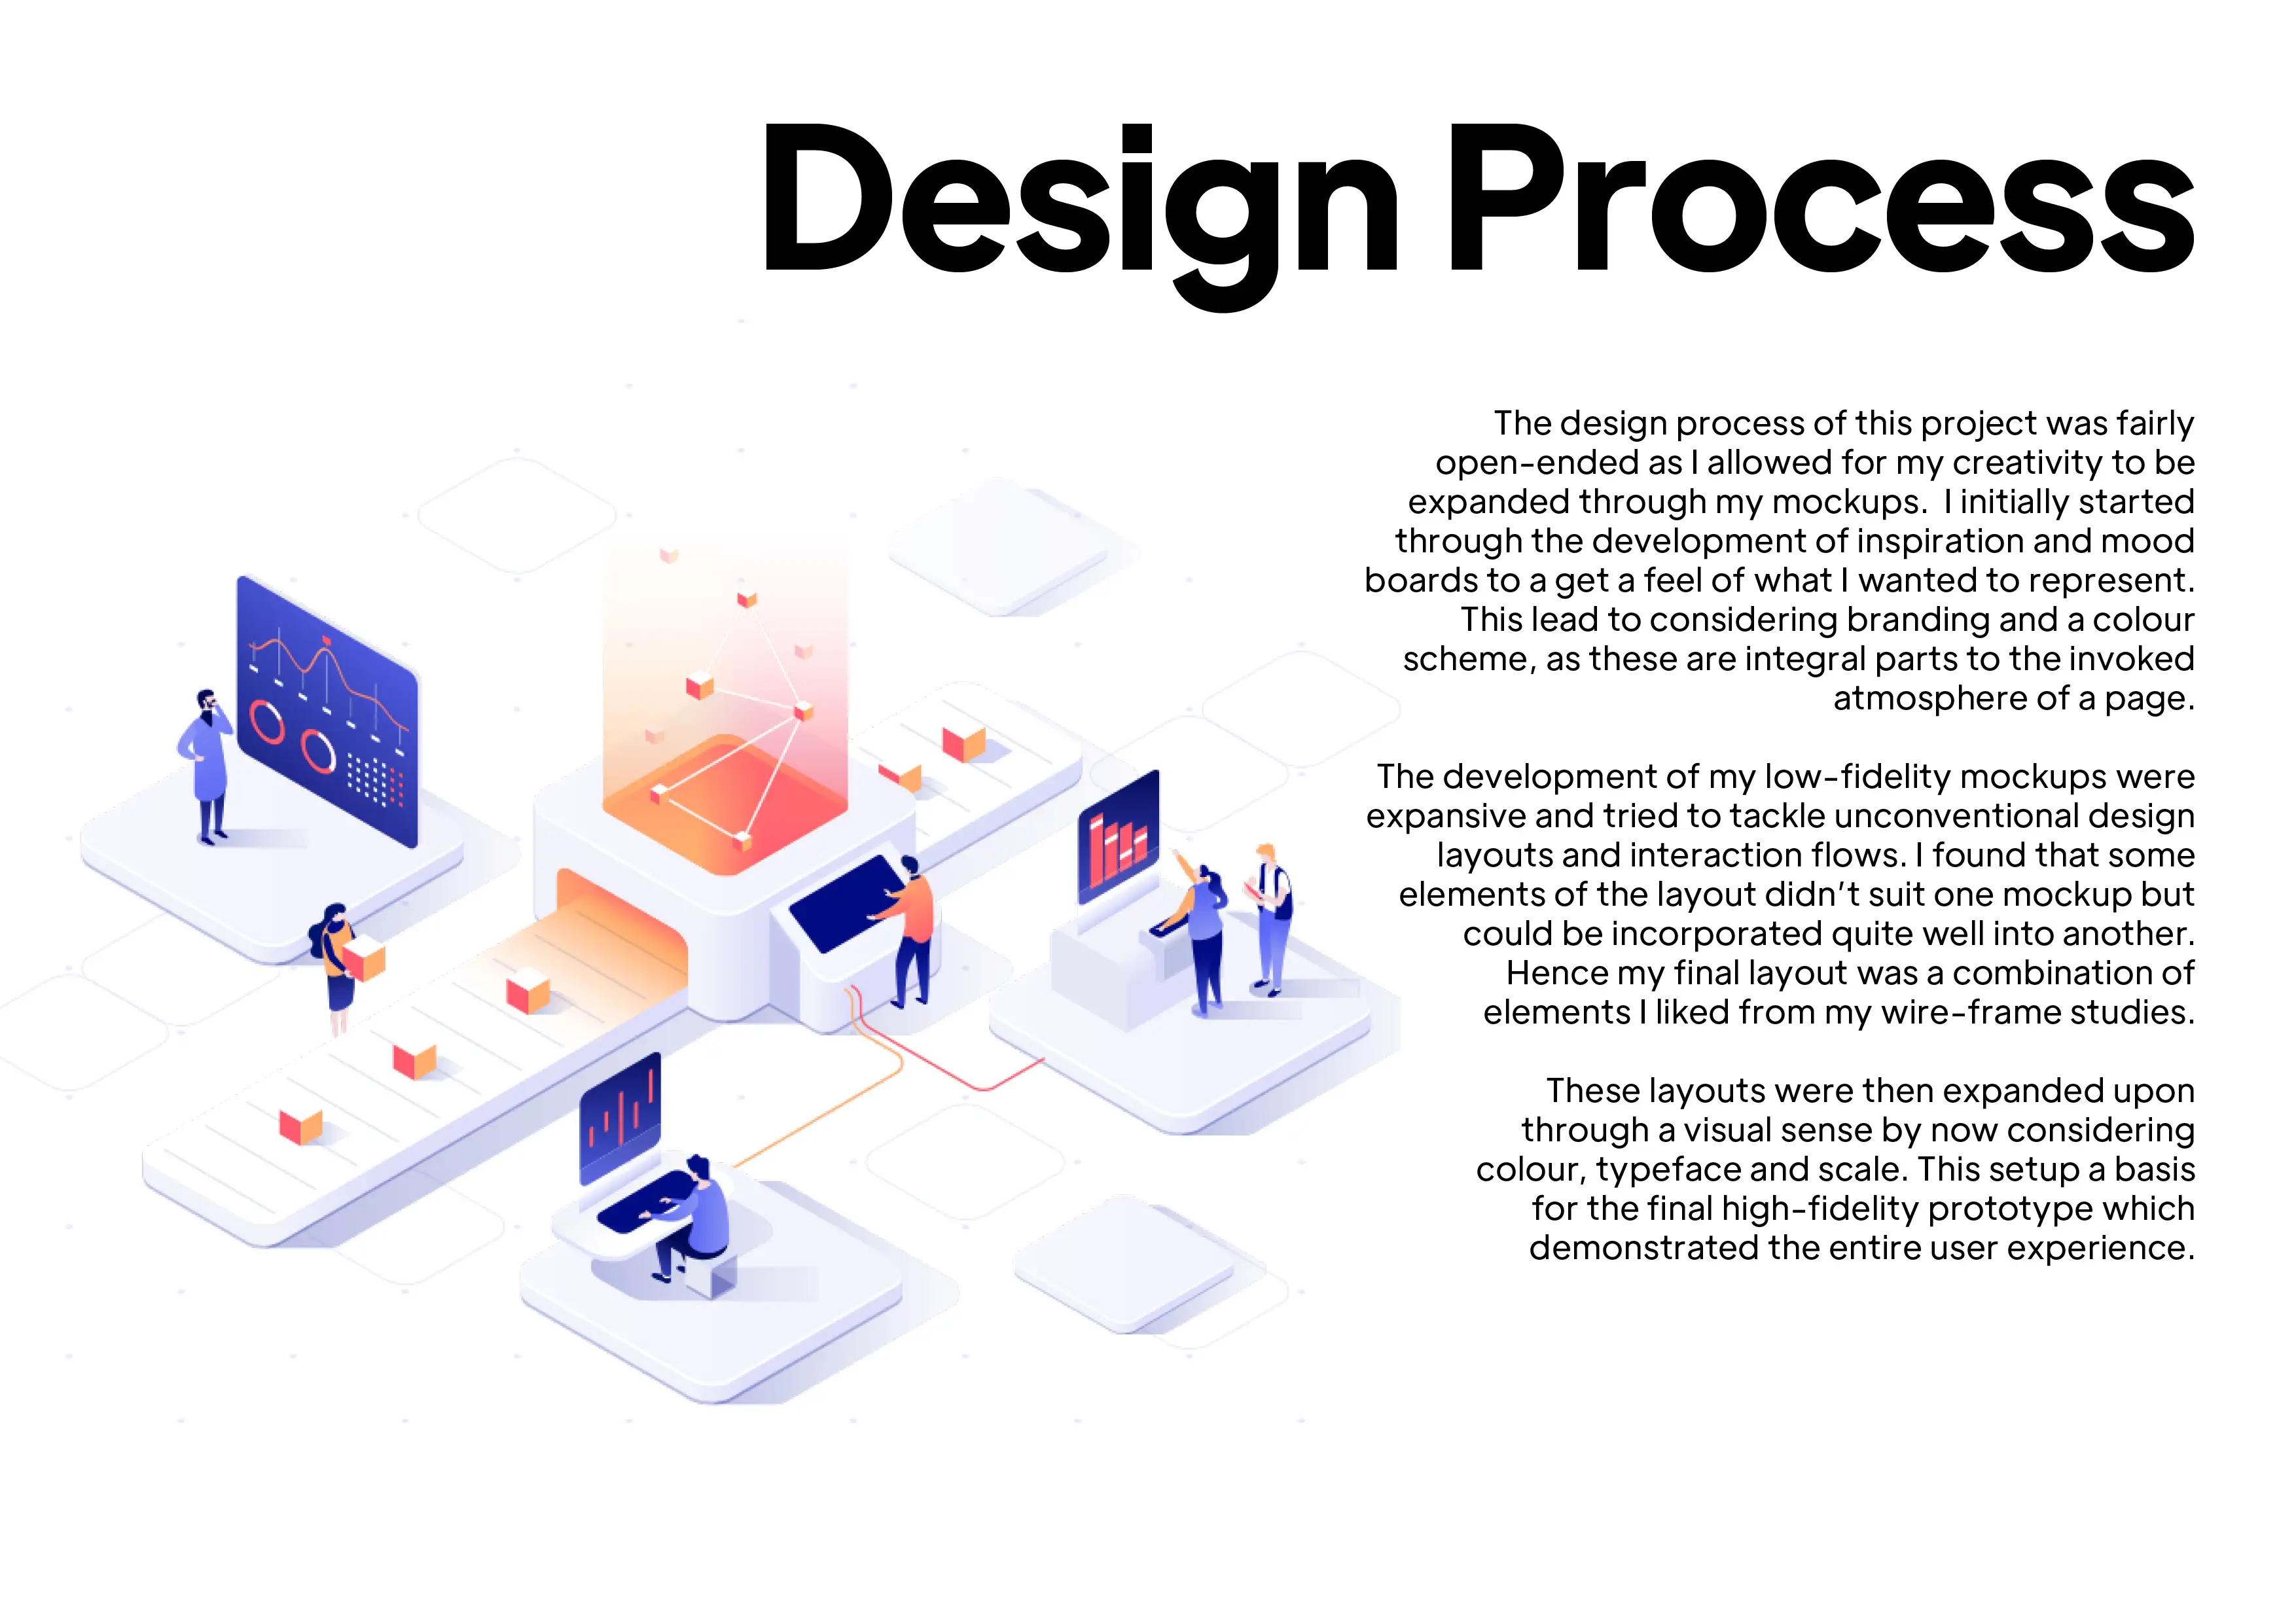 Design Process
The design process of this project was fairly
open-ended as I allowed for my creativity to be
expanded through my mockups.  I initially started
through the development of inspiration and mood
boards to a get a feel of what I wanted to represent.
This lead to considering branding and a colour
scheme, as these are integral parts to the invoked
atmosphere of a page.
The development of my low-fidelity mockups were
expansive and tried to tackle unconventional design
layouts and interaction flows. I found that some
elements of the layout didn’t suit one mockup but
could be incorporated quite well into another.
Hence my final layout was a combination of
elements I liked from my wire-frame studies.
These layouts were then expanded upon
through a visual sense by now considering
colour, typeface and scale. This setup a basis
for the final high-fidelity prototype which
demonstrated the entire user experience.